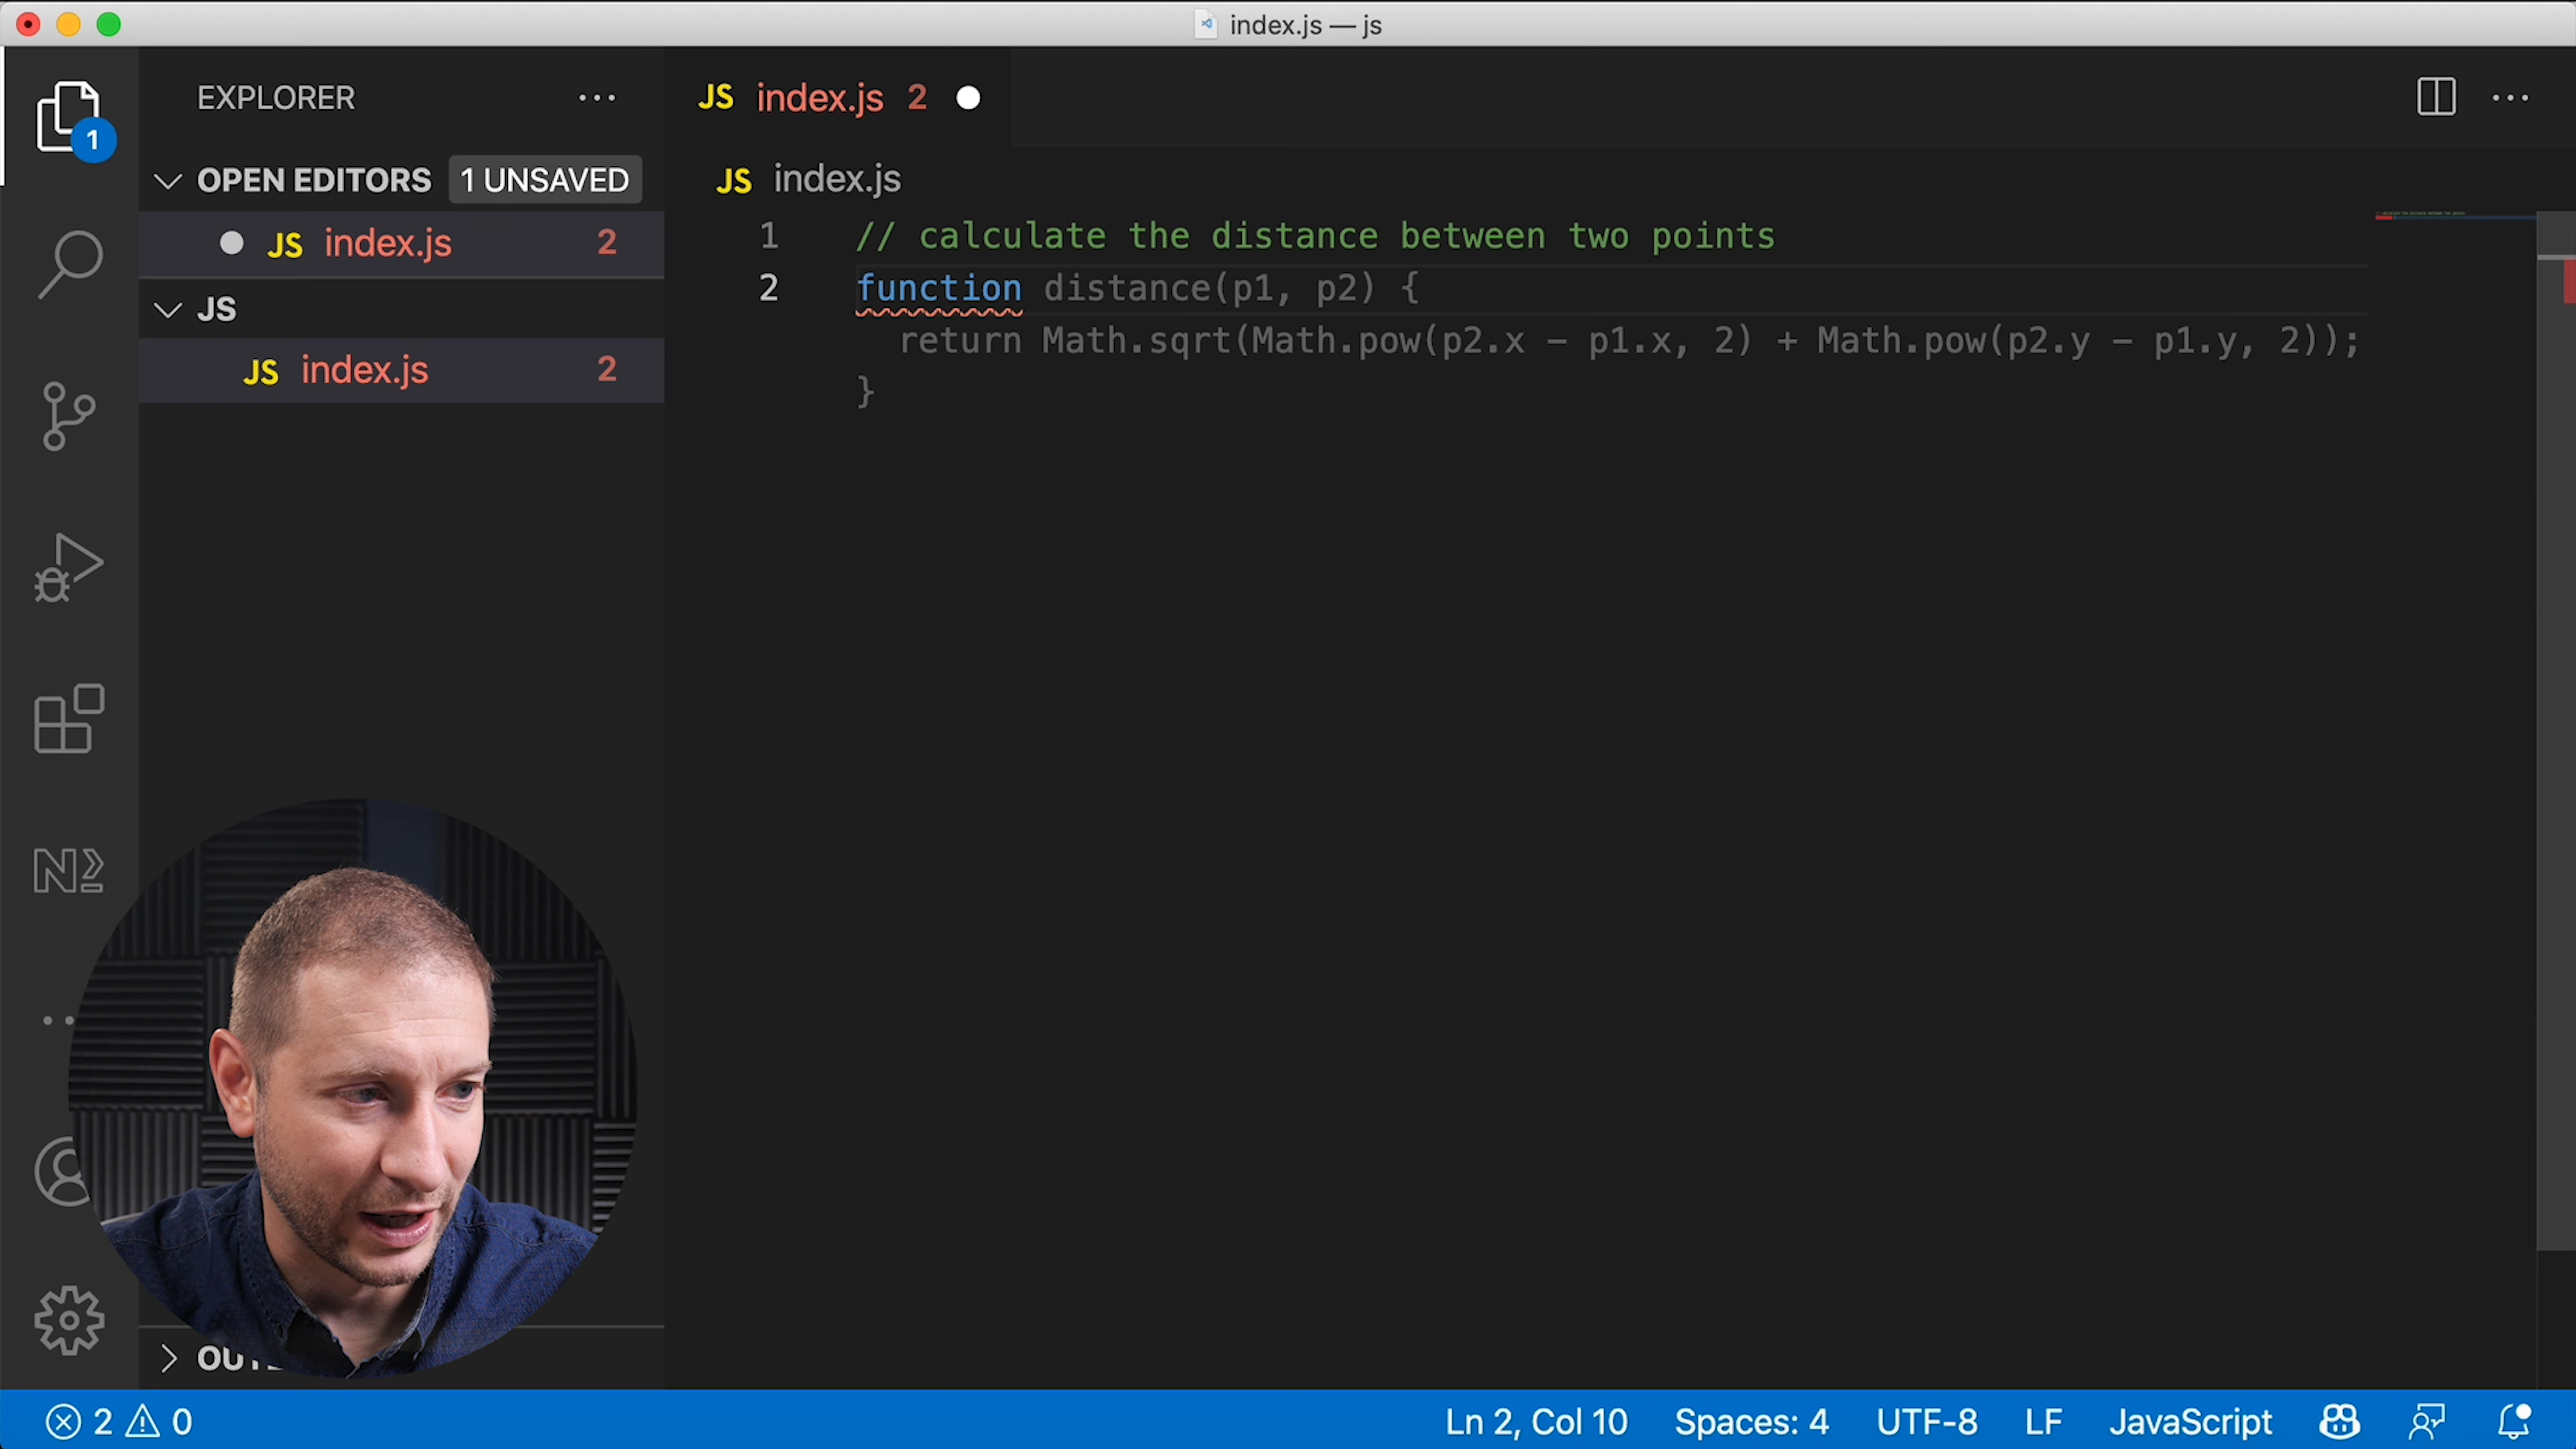 index.js — js
EXPLORER
1
OPEN EDITORS 1 UNSAVED
JS index.js 2
JS
JS index.js 2
JS index.js 2
JS index.js
1 // calculate the distance between two points
2 function distance(p1, p2) {
return Math.sqrt(Math.pow(p2.x - p1.x, 2) + Math.pow(p2.y - p1.y, 2));
}
2 0
Ln 2, Col 10 Spaces: 4 UTF-8 LF JavaScript